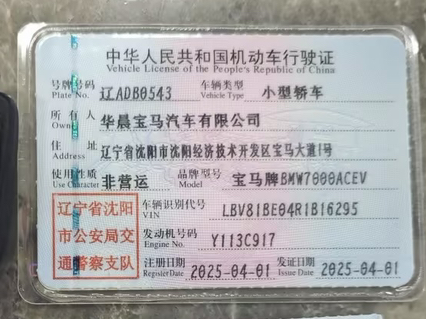 中华人民共和国机动车行驶证
Vehicle License of the People's Republic of China
号牌号码 辽ADB0543 车辆类型 小型轿车
Plate No. Vehicle Type
所有人 华晨宝马汽车有限公司
Owner
住址 辽宁省沈阳市沈阳经济技术开发区宝马大道1号
Address
使用性质 非营运 品牌型号 宝马牌BMW7000ACEV
Use Character Model
辽宁省沈阳 车辆识别代号 LBV81BE04R1B16295
VIN
市公安局交 发动机号码 Y113C917
Engine No.
通警察支队 注册日期 2025-04-01 发证日期 2025-04-01
Register Date Issue Date